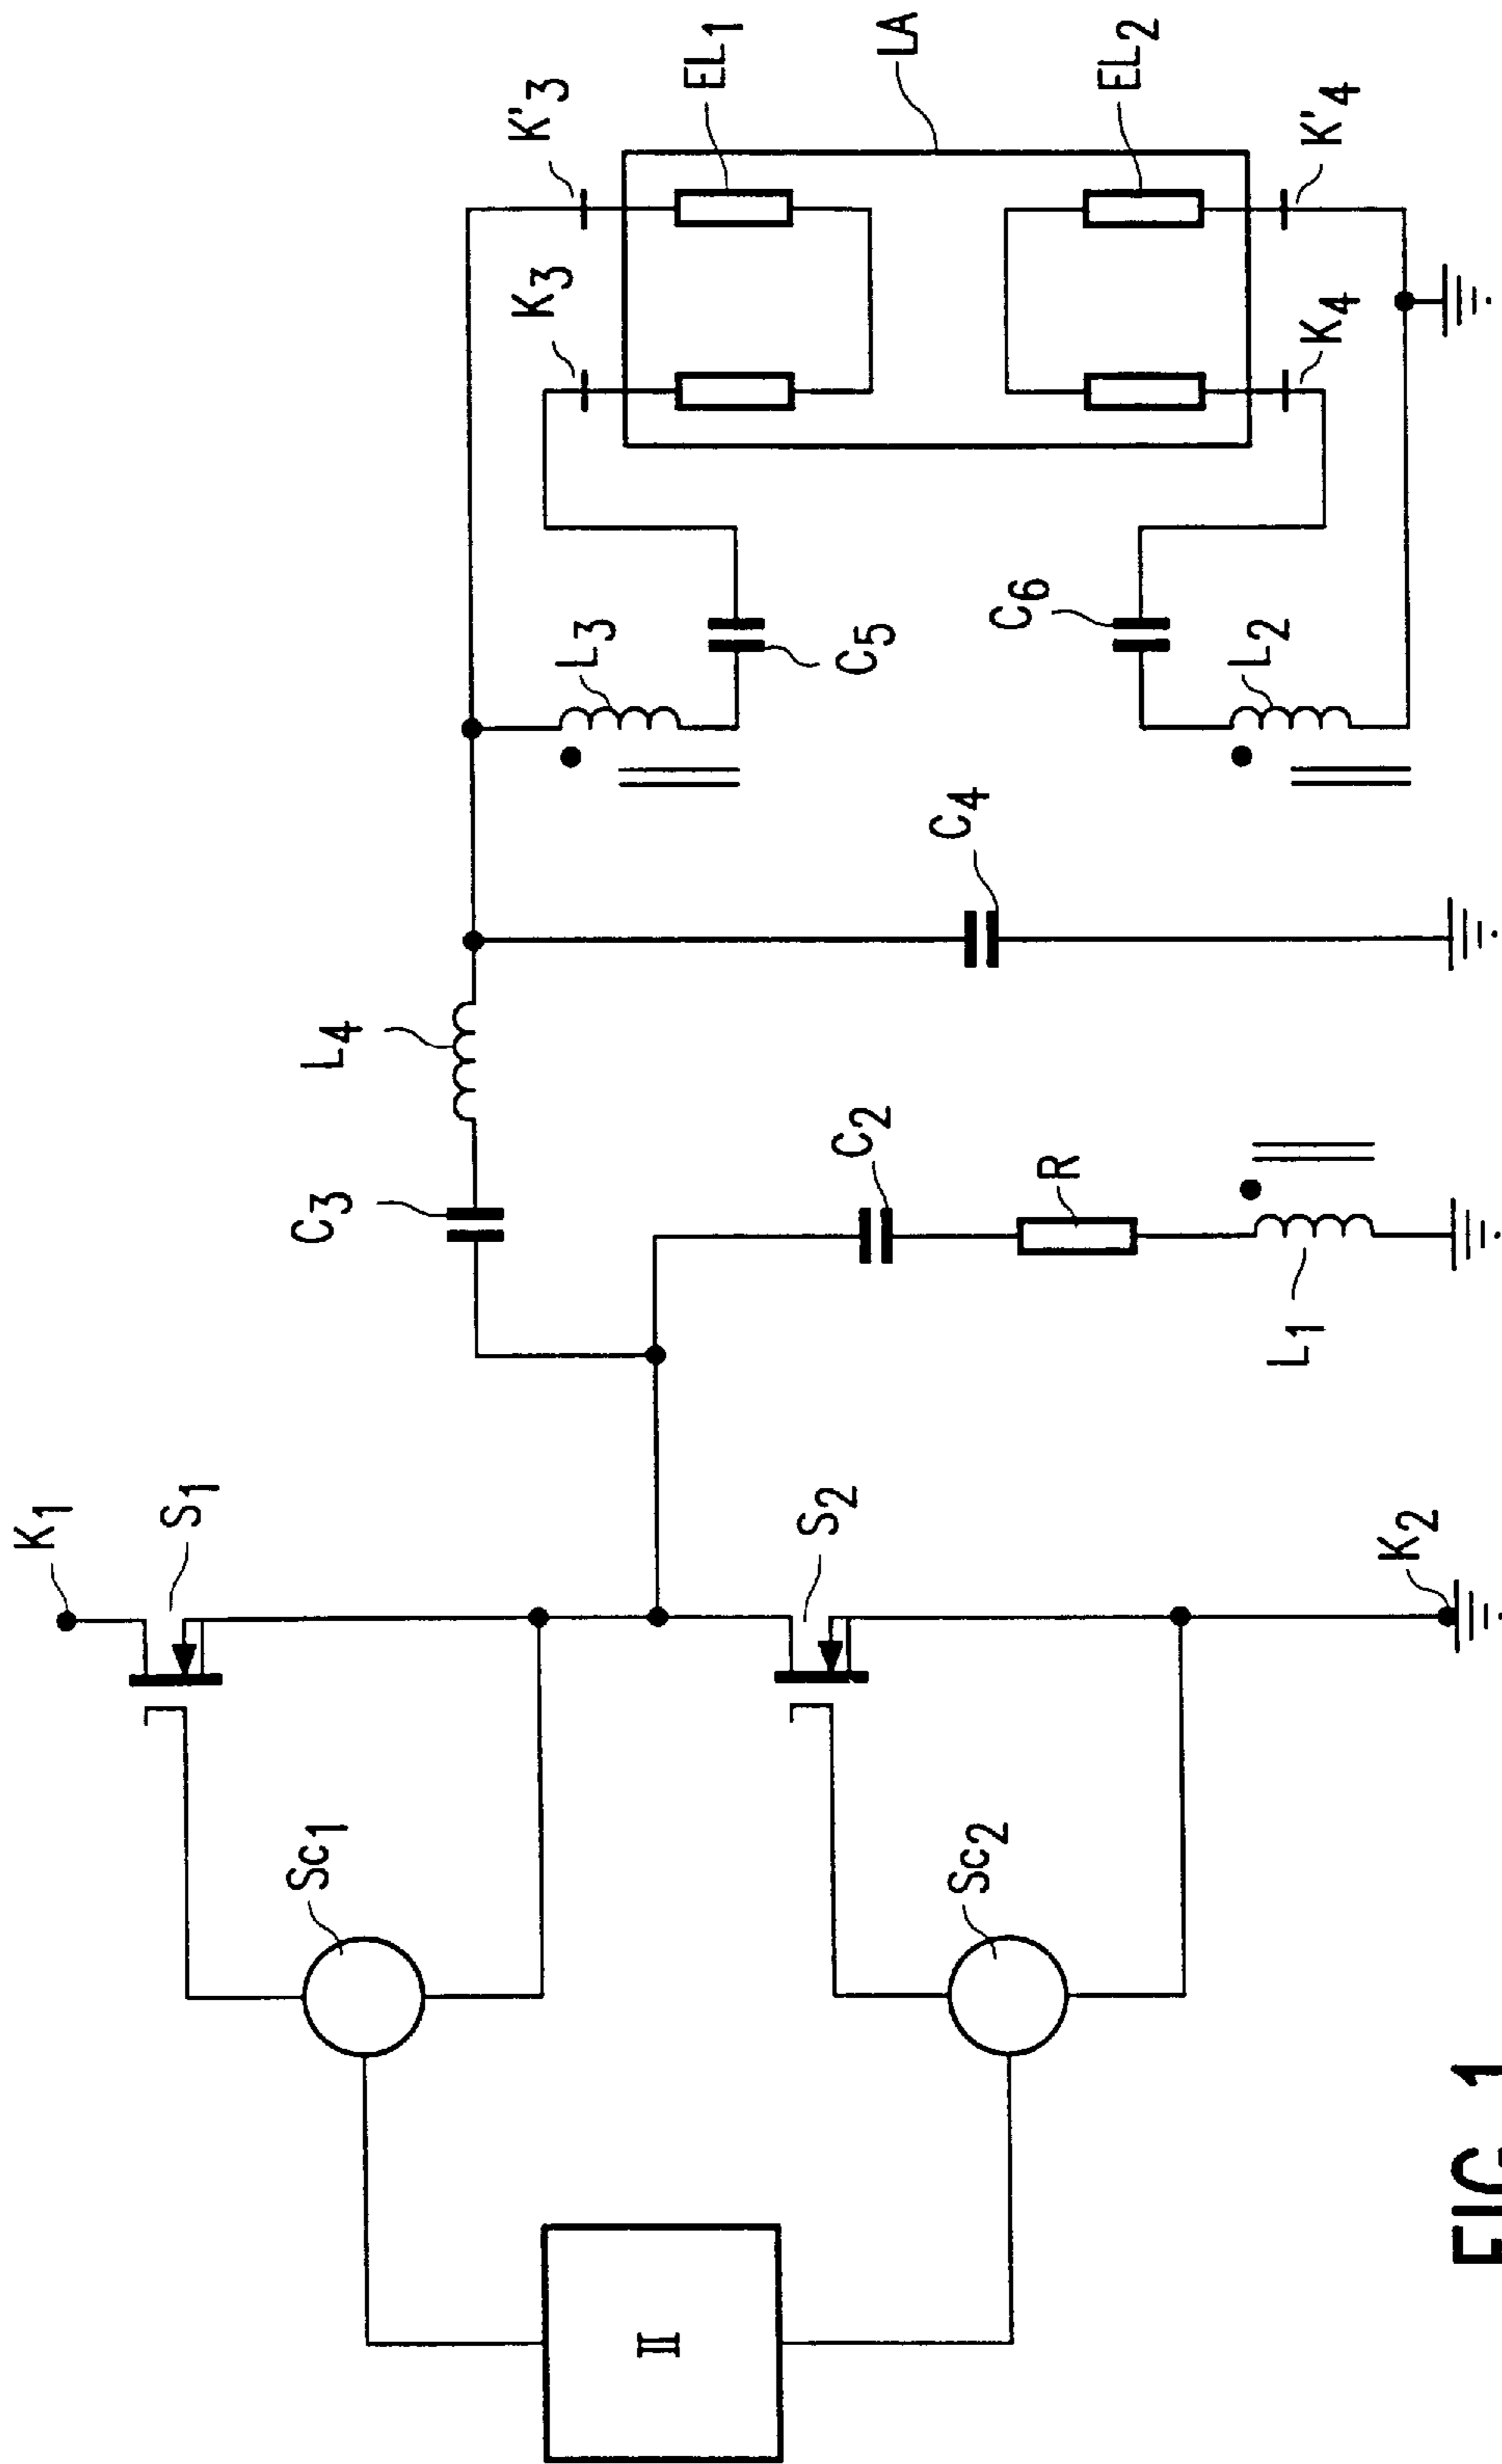 K1
S1
Sc1
II
S2
Sc2
K2
C3
L4
C2
R
L1
C4
L3
C5
C6
L2
K3
K'3
EL1
LA
EL2
K4
K'4
FIG. 1